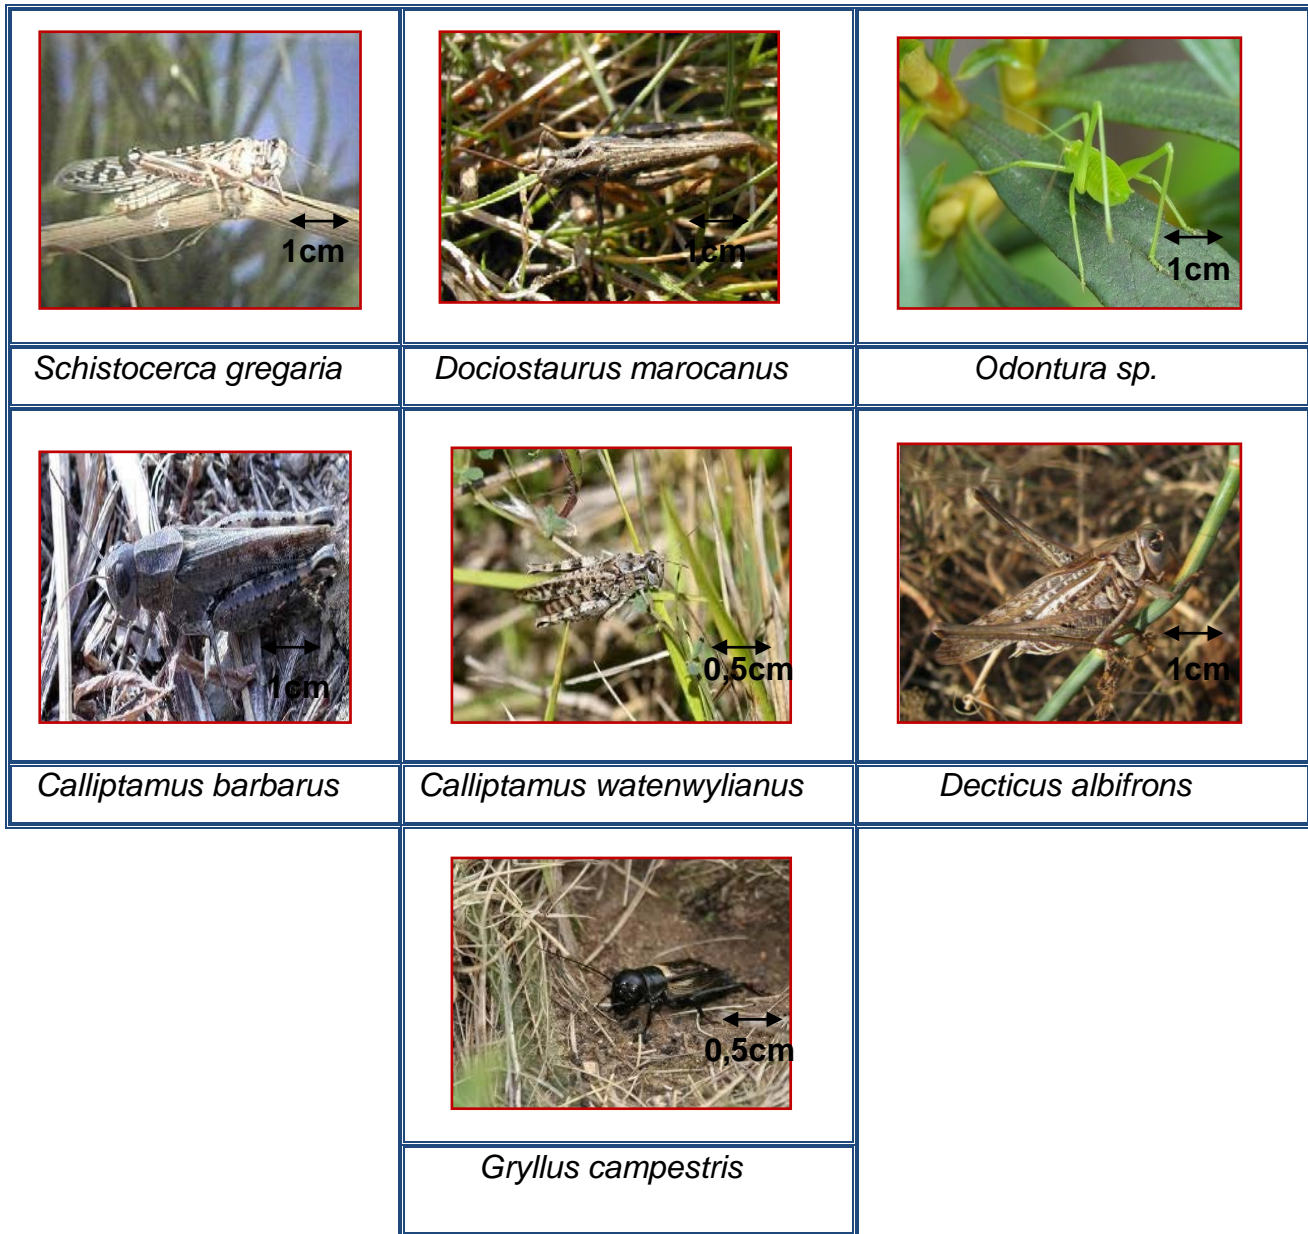 1cm
1cm
1cm
Schistocerca gregaria
Dociostaurus marocanus
Odontura sp.
1cm
0,5cm
1cm
Calliptamus barbarus
Calliptamus watenwylianus
Decticus albifrons
0,5cm
Gryllus campestris